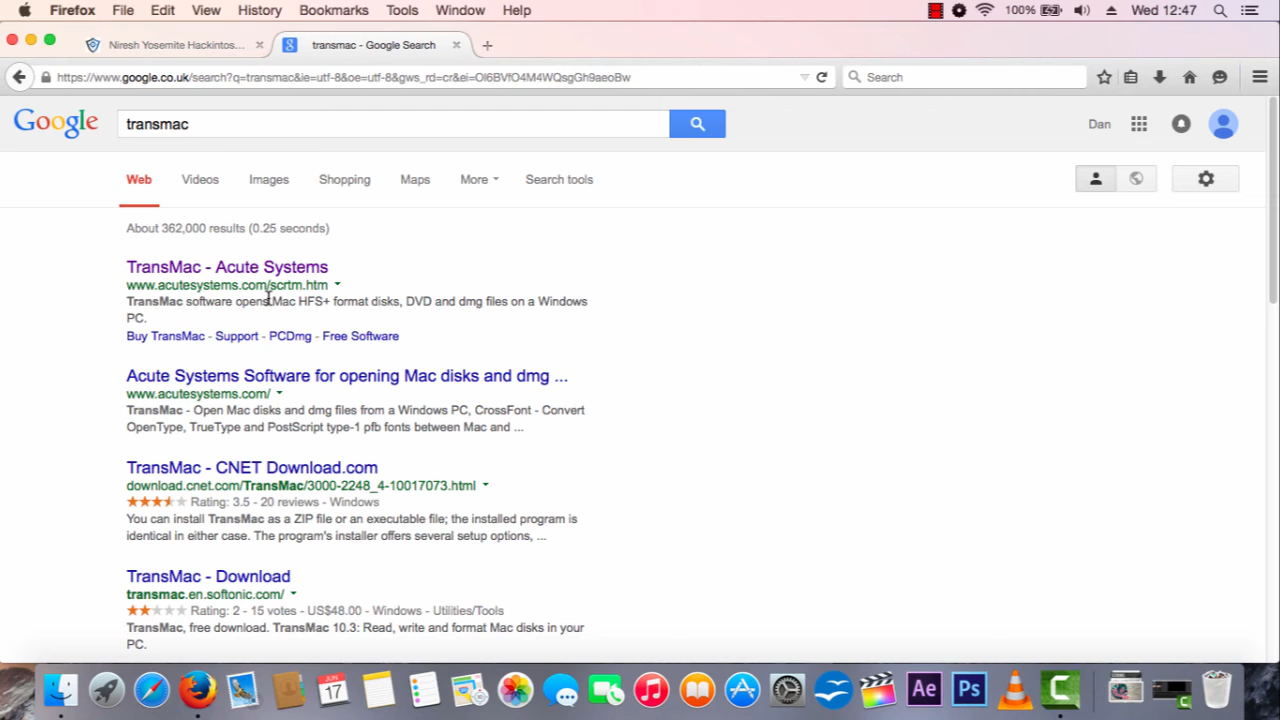 Firefox File Edit View History Bookmarks Tools Window Help 100% Wed 12:47
Niresh Yosemite Hackintos... transmac - Google Search
https://www.google.co.uk/search?q=transmac&ie=utf-8&oe=utf-8&gws_rd=cr&ei=OI6BVfO4M4WQsgGh9aeoBw Search
Google transmac Dan
Web Videos Images Shopping Maps More Search tools
About 362,000 results (0.25 seconds)
TransMac - Acute Systems
www.acutesystems.com/scrtm.htm
TransMac software opens Mac HFS+ format disks, DVD and dmg files on a Windows
PC.
Buy TransMac - Support - PCDmg - Free Software
Acute Systems Software for opening Mac disks and dmg ...
www.acutesystems.com/
TransMac - Open Mac disks and dmg files from a Windows PC, CrossFont - Convert
OpenType, TrueType and PostScript type-1 pfb fonts between Mac and ...
TransMac - CNET Download.com
download.cnet.com/TransMac/3000-2248_4-10017073.html
Rating: 3.5 - 20 reviews - Windows
You can install TransMac as a ZIP file or an executable file; the installed program is
identical in either case. The program's installer offers several setup options, ...
TransMac - Download
transmac.en.softonic.com/
Rating: 2 - 15 votes - US$48.00 - Windows - Utilities/Tools
TransMac, free download. TransMac 10.3: Read, write and format Mac disks in your
PC.
JUN
17
Ae Ps